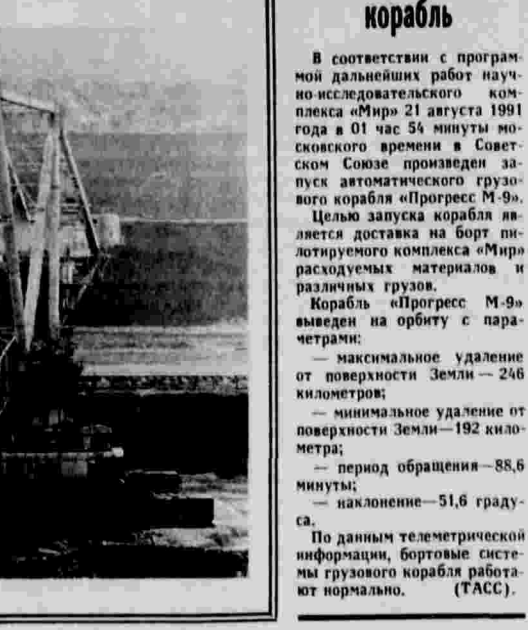 корабль
В соответствии с програм-
мой дальнейших работ науч-
но-исследовательского ком-
плекса «Мир» 21 августа 1991
года в 01 час 54 минуты мо-
сковского времени в Совет-
ском Союзе произведен за-
пуск автоматического грузо-
вого корабля «Прогресс М-9».
Целью запуска корабля яв-
ляется доставка на борт пи-
лотируемого комплекса «Мир»
расходуемых материалов и
различных грузов.
Корабль «Прогресс М-9»
выведен на орбиту с пара-
метрами:
— максимальное удаление
от поверхности Земли — 246
километров;
— минимальное удаление от
поверхности Земли—192 кило-
метра;
— период обращения—88,6
минуты;
— наклонение—51,6 граду-
са.
По данным телеметрической
информации, бортовые систе-
мы грузового корабля работа-
ют нормально. (ТАСС).